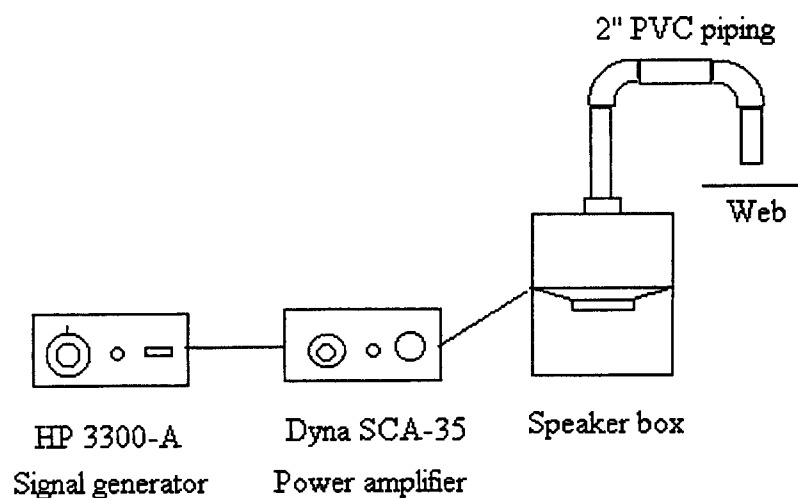 2" PVC piping
Web
HP 3300-A
Signal generator
Dyna SCA-35
Power amplifier
Speaker box